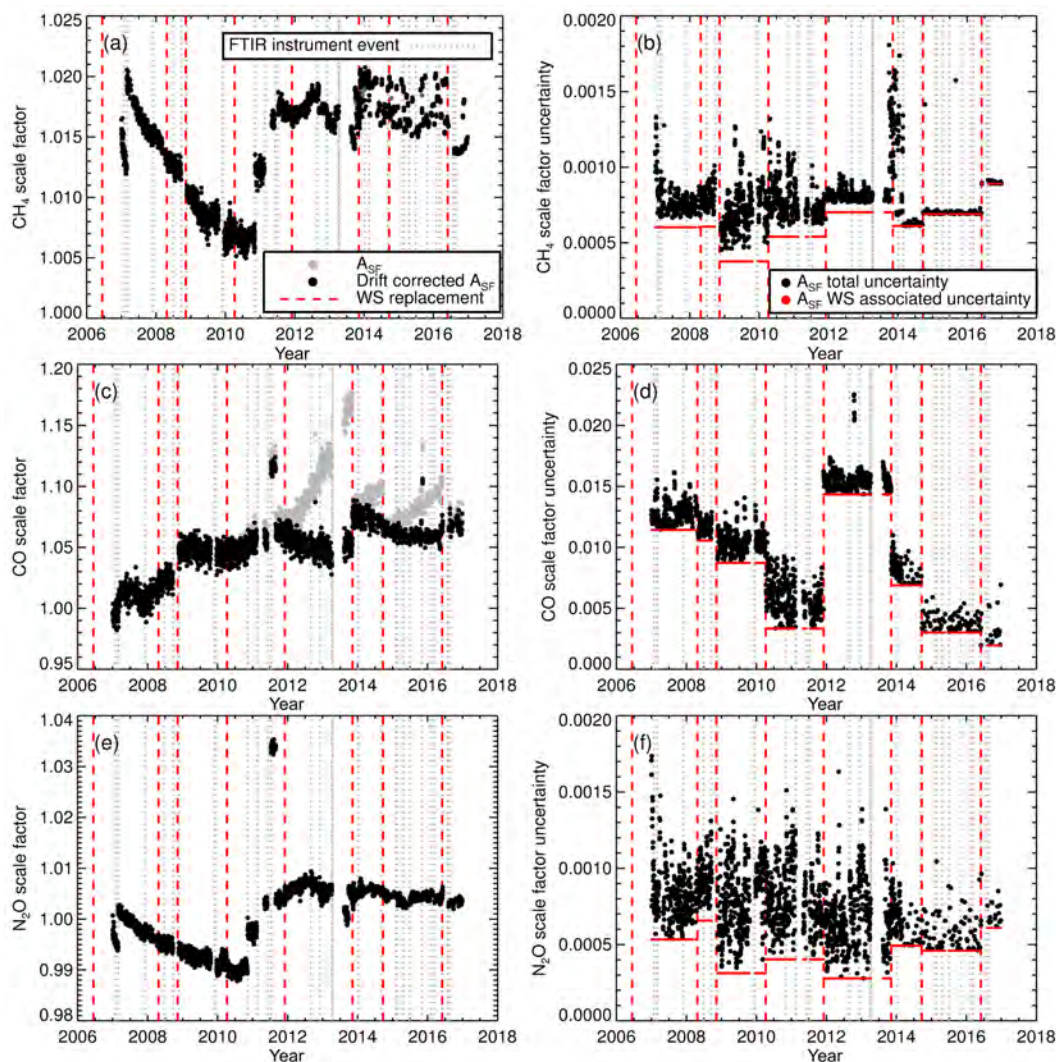 1.025
1.020
1.015
1.010
1.005
1.000
CH₄ scale factor
(a)
FTIR instrument event
A_SF
Drift corrected A_SF
WS replacement
2006 2008 2010 2012 2014 2016 2018
Year
0.0020
0.0015
0.0010
0.0005
0.0000
CH₄ scale factor uncertainty
(b)
A_SF total uncertainty
A_SF WS associated uncertainty
2006 2008 2010 2012 2014 2016 2018
Year
1.20
1.15
1.10
1.05
1.00
0.95
CO scale factor
(c)
2006 2008 2010 2012 2014 2016 2018
Year
0.025
0.020
0.015
0.010
0.005
0.000
CO scale factor uncertainty
(d)
2006 2008 2010 2012 2014 2016 2018
Year
1.04
1.03
1.06
1.00
0.99
0.98
N₂O scale factor
(e)
2006 2008 2010 2012 2014 2016 2018
Year
0.0020
0.0015
0.0010
0.0005
0.0000
N₂O scale factor uncertainty
(f)
2006 2008 2010 2012 2014 2016 2018
Year